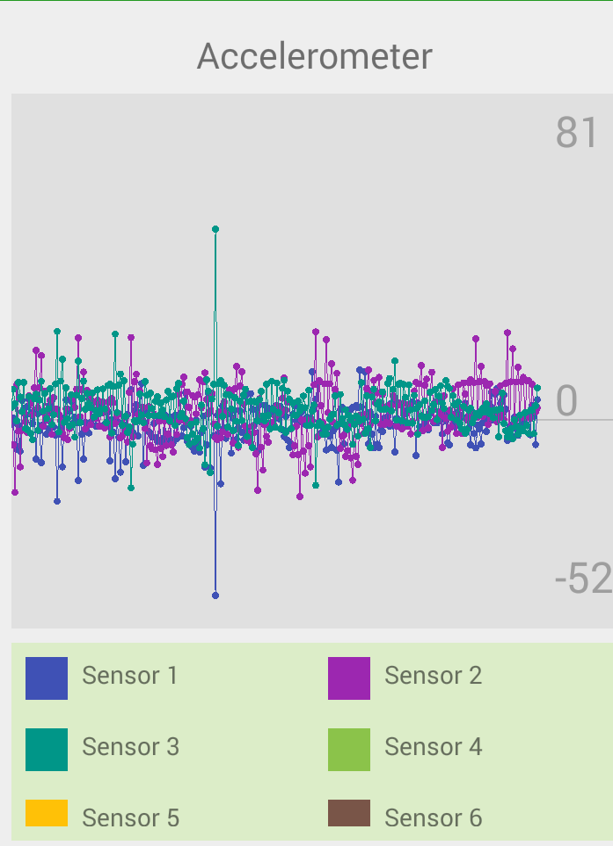 Accelerometer
81
0
-52
Sensor 1 Sensor 2
Sensor 3 Sensor 4
Sensor 5 Sensor 6